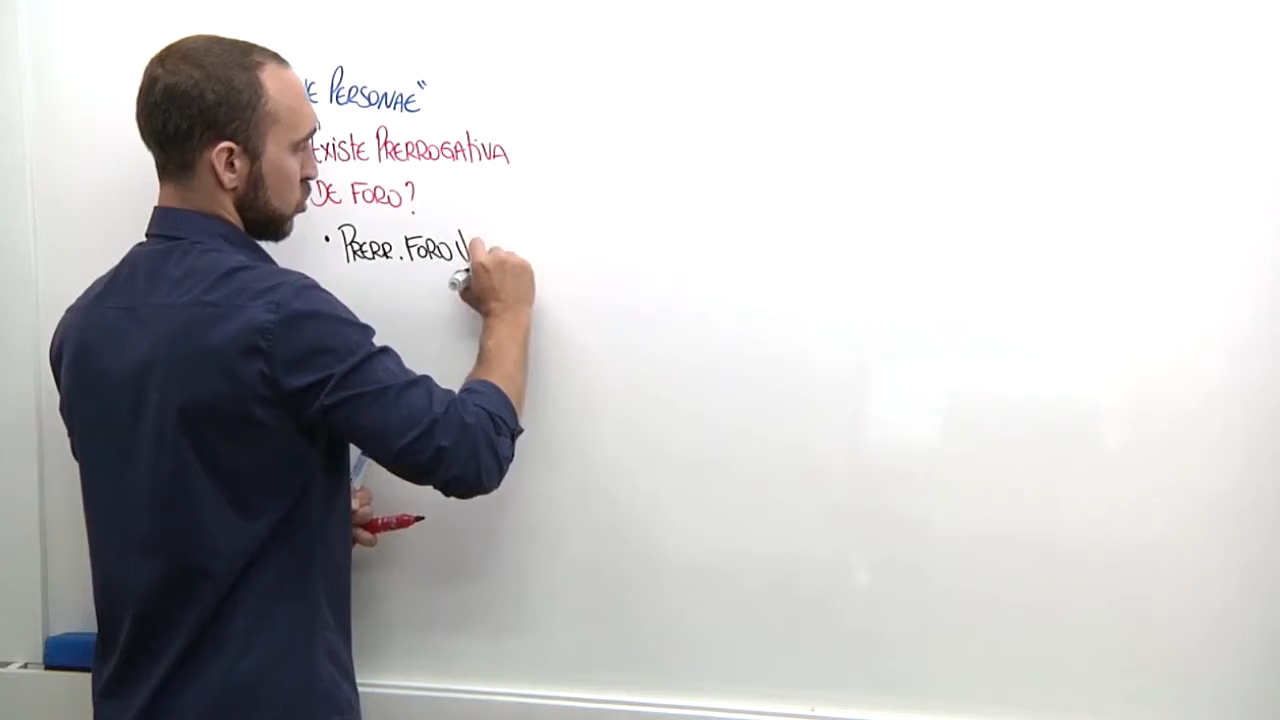 PERSONAE"
EXISTE PRERROGATIVA
DE FORO?
• PRERR. FORO